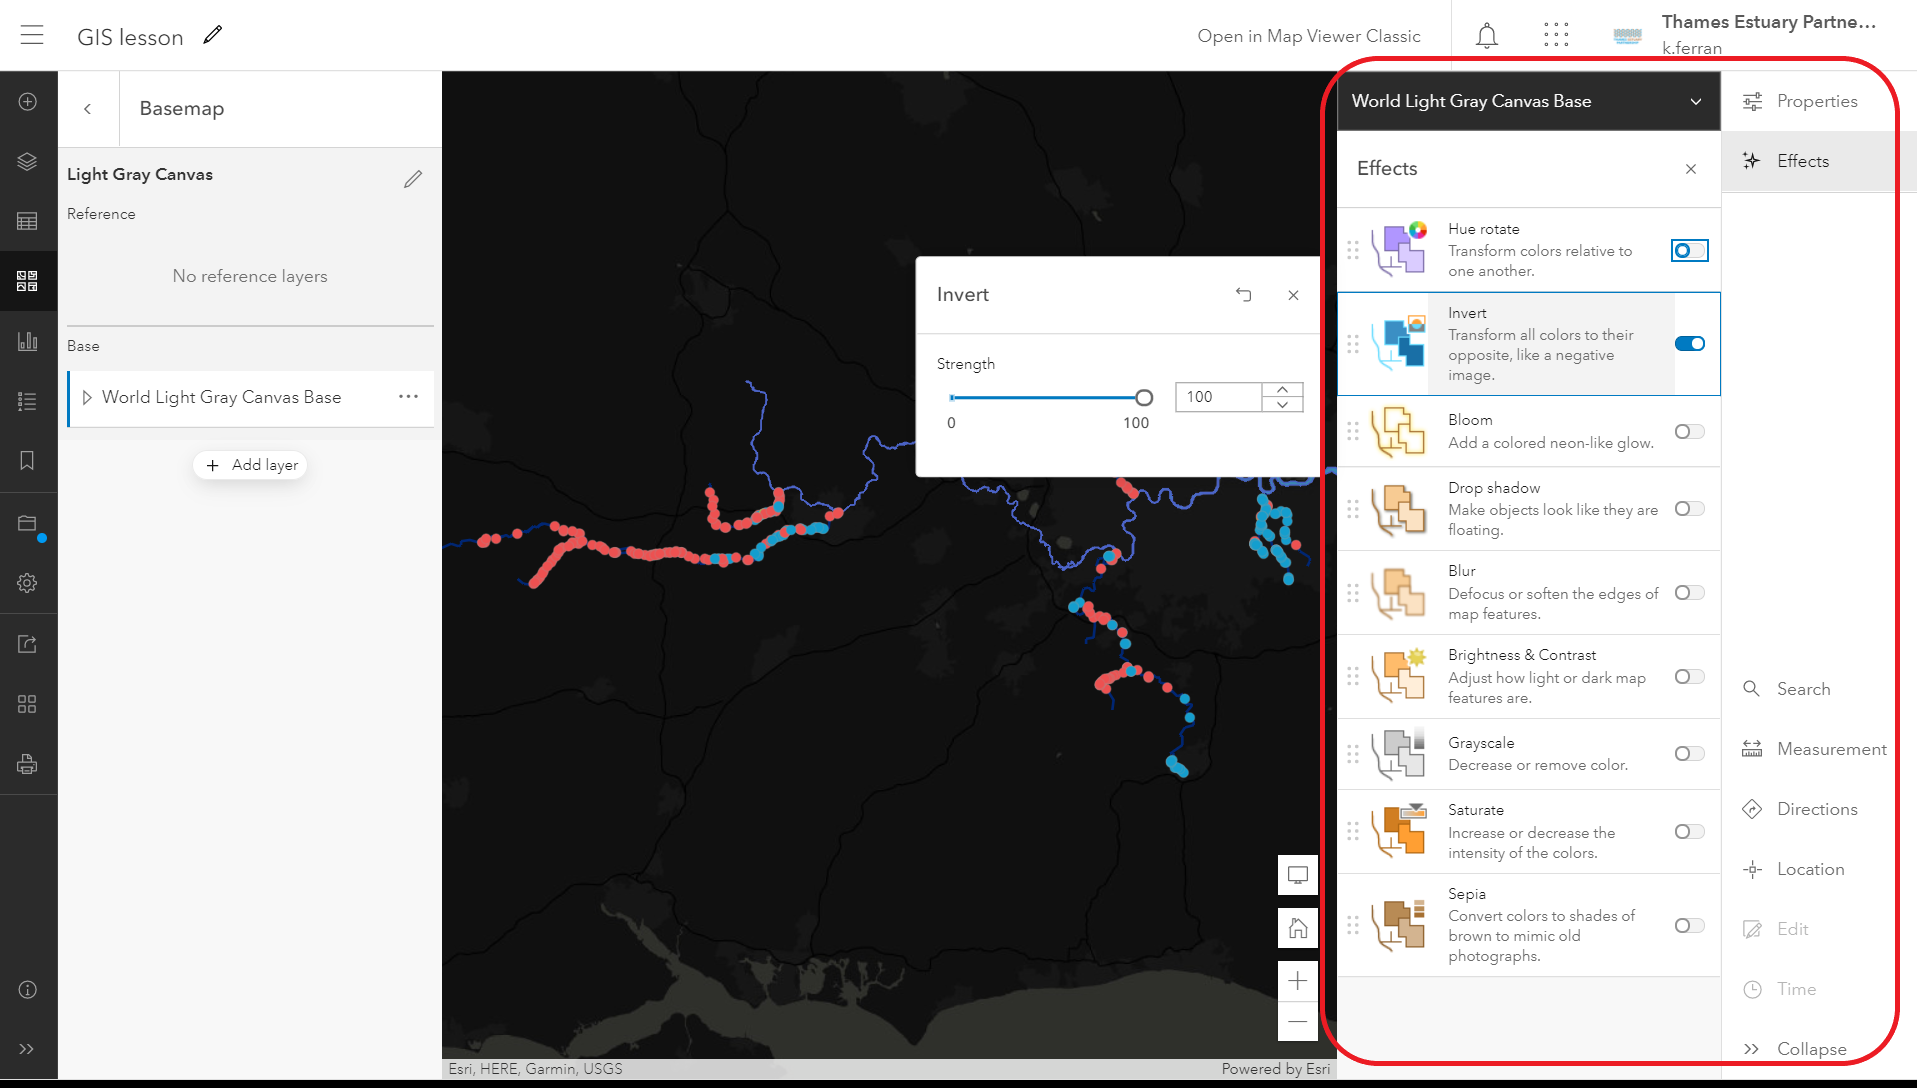 GIS lesson
Open in Map Viewer Classic
Thames Estuary Partne...
k.ferran
Basemap
Light Gray Canvas
Reference
No reference layers
Base
World Light Gray Canvas Base
Add layer
Invert
Strength
100
0
100
Esri, HERE, Garmin, USGS
Powered by Esri
World Light Gray Canvas Base
Effects
Hue rotate
Transform colors relative to
one another.
Invert
Transform all colors to their
opposite, like a negative
image.
Bloom
Add a colored neon-like glow.
Drop shadow
Make objects look like they are
floating.
Blur
Defocus or soften the edges of
map features.
Brightness & Contrast
Adjust how light or dark map
features are.
Grayscale
Decrease or remove color.
Saturate
Increase or decrease the
intensity of the colors.
Sepia
Convert colors to shades of
brown to mimic old
photographs.
Properties
Effects
Search
Measurement
Directions
Location
Edit
Time
Collapse